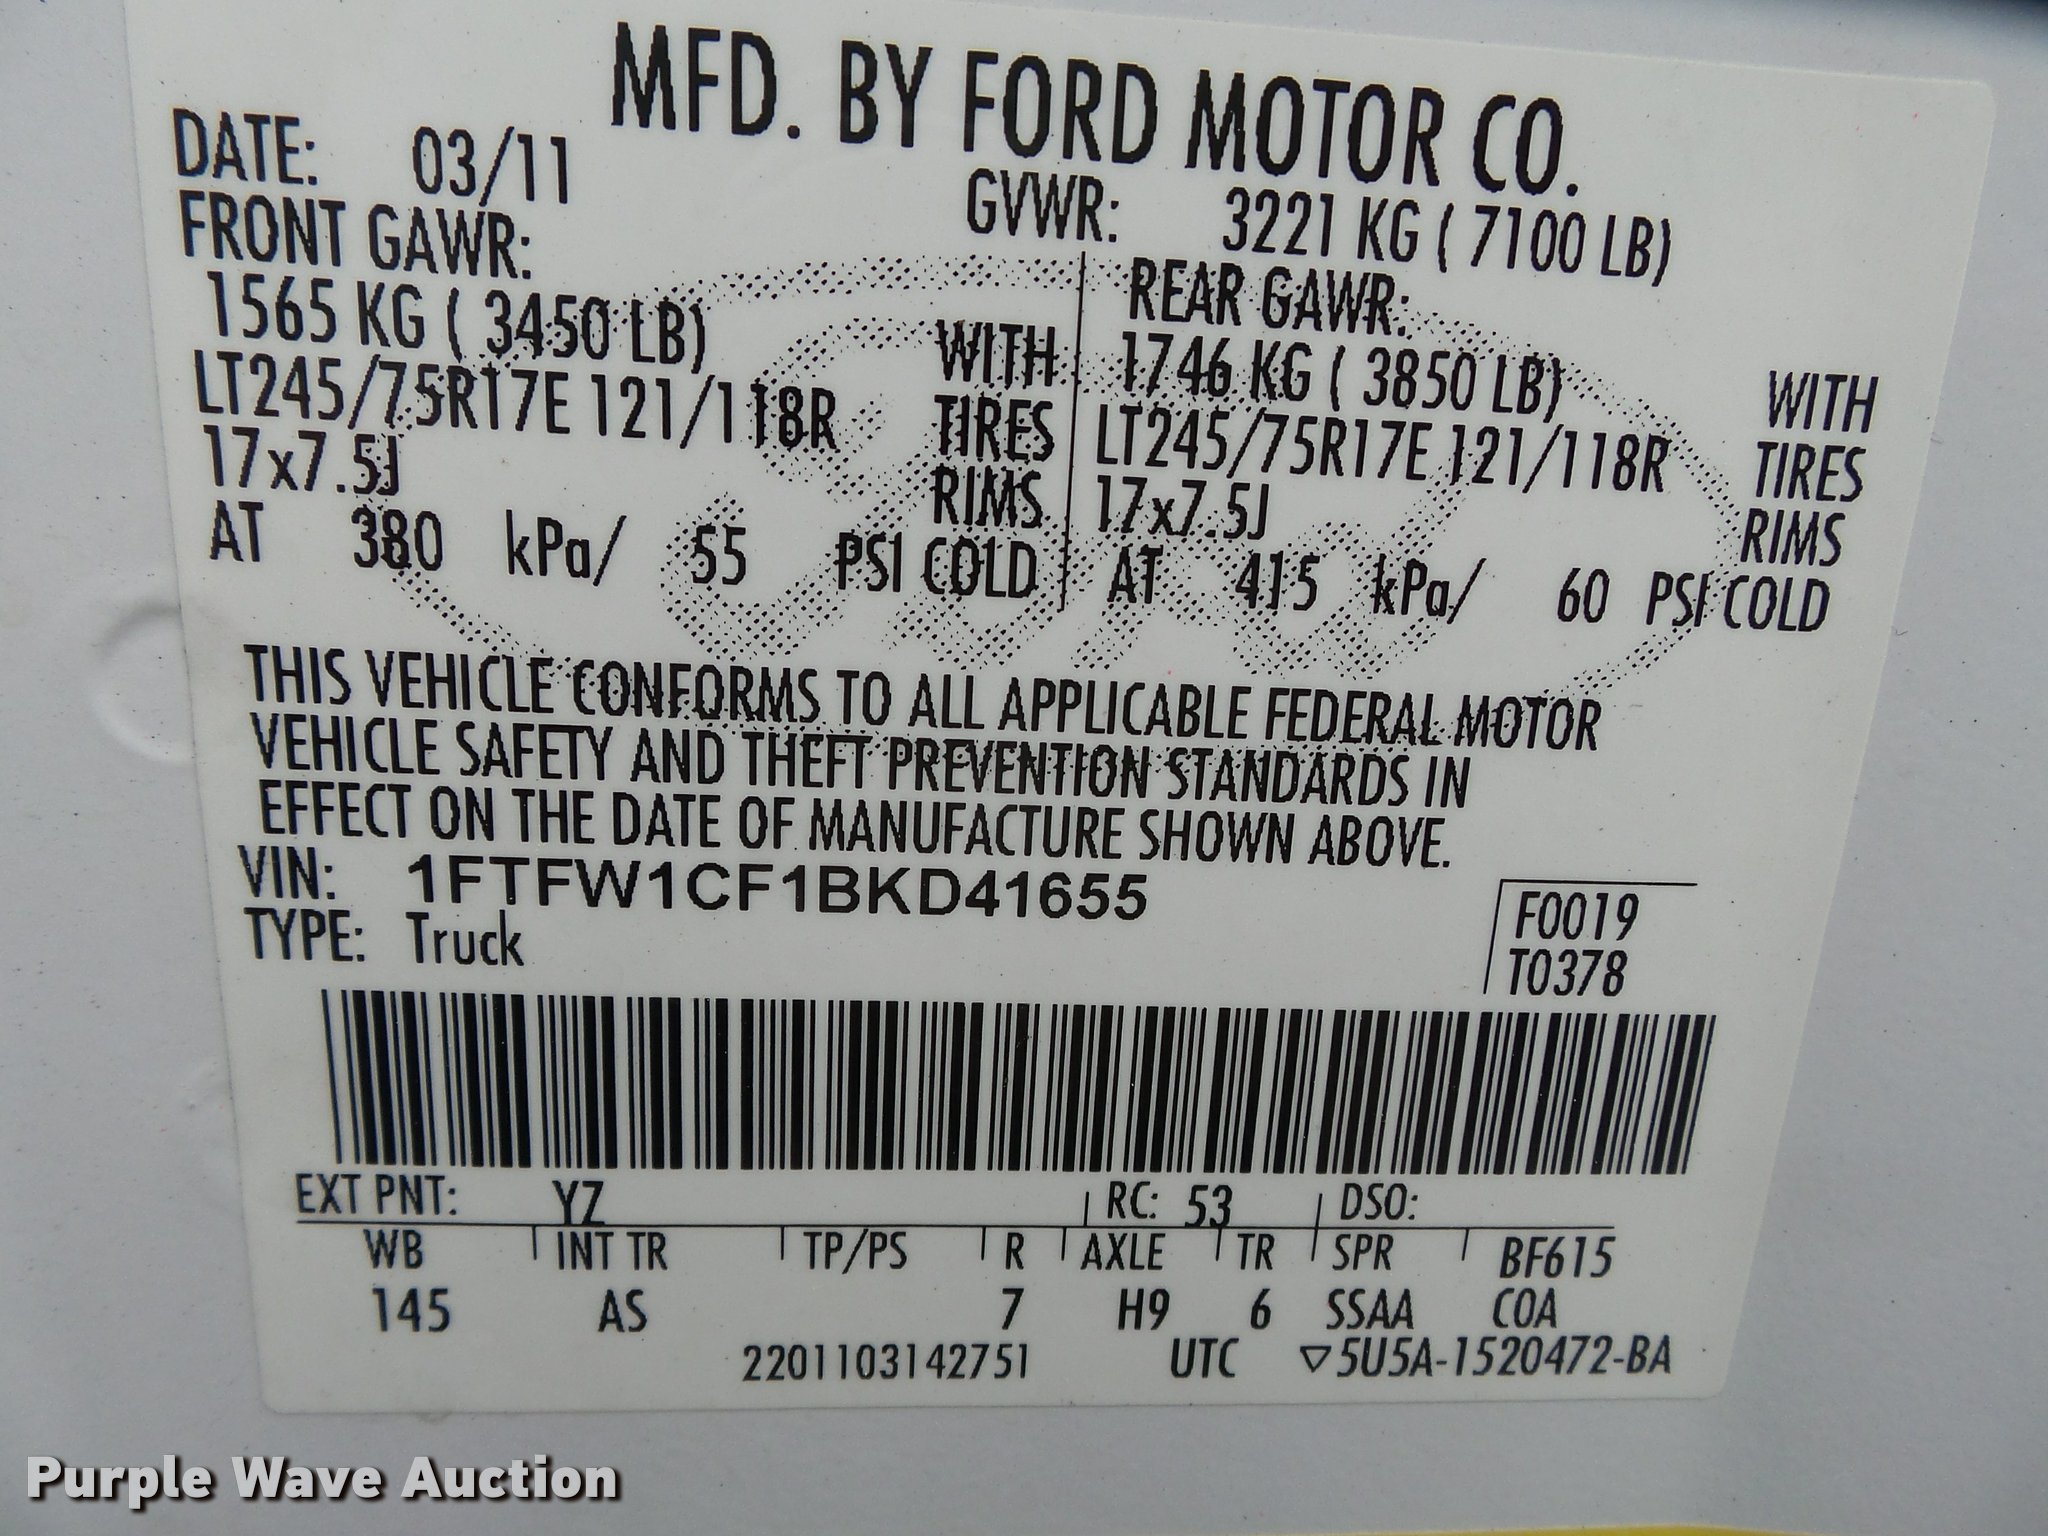 MFD. BY FORD MOTOR CO.
DATE: 03/11
GVWR: 3221 KG ( 7100 LB)
FRONT GAWR:
1565 KG ( 3450 LB) WITH
LT245/75R17E 121/118R TIRES
17x7.5J RIMS
AT 380 kPa/ 55 PSI COLD
REAR GAWR:
1746 KG ( 3850 LB) WITH
LT245/75R17E 121/118R TIRES
17x7.5J RIMS
AT 415 kPa/ 60 PSI COLD
THIS VEHICLE CONFORMS TO ALL APPLICABLE FEDERAL MOTOR
VEHICLE SAFETY AND THEFT PREVENTION STANDARDS IN
EFFECT ON THE DATE OF MANUFACTURE SHOWN ABOVE.
VIN: 1FTFW1CF1BKD41655
TYPE: Truck
F0019
T0378
EXT PNT: YZ RC: 53 DSO:
WB INT TR TP/PS R AXLE TR SPR BF615
145 AS 7 H9 6 SSAA COA
2201103142751 UTC ▽5U5A-1520472-BA
Purple Wave Auction